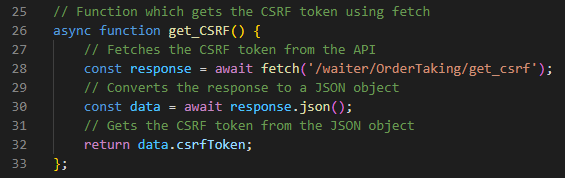 25 // Function which gets the CSRF token using fetch
26 async function get_CSRF() {
27     // Fetches the CSRF token from the API
28     const response = await fetch('/waiter/OrderTaking/get_csrf');
29     // Converts the response to a JSON object
30     const data = await response.json();
31     // Gets the CSRF token from the JSON object
32     return data.csrfToken;
33 };